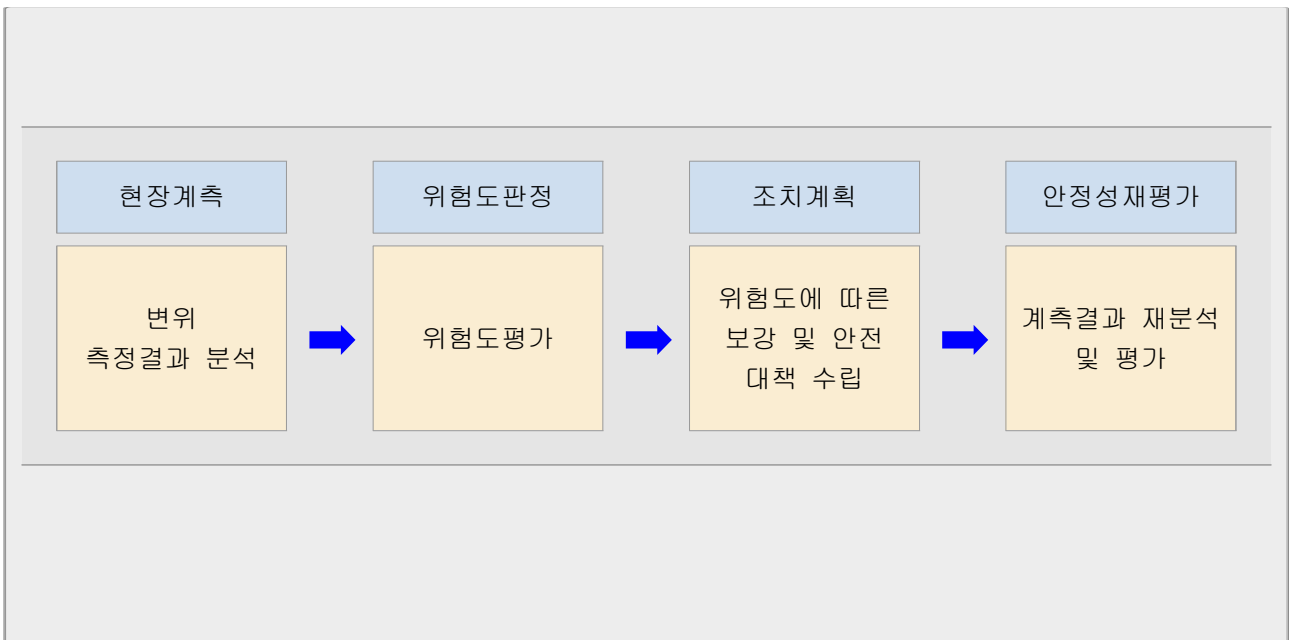 현장계측
위험도판정
조치계획
안정성재평가
변위
측정결과 분석
위험도평가
위험도에 따른
보강 및 안전
대책 수립
계측결과 재분석
및 평가